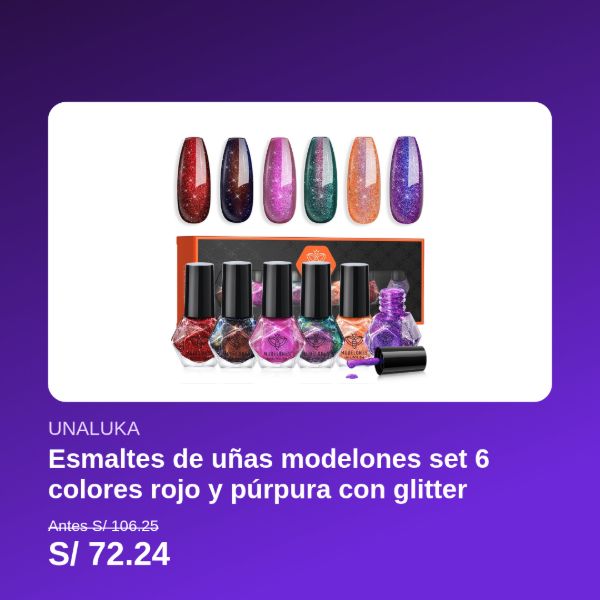 UNALUKA
Esmaltes de uñas modelones set 6
colores rojo y púrpura con glitter
Antes S/ 106.25
S/ 72.24